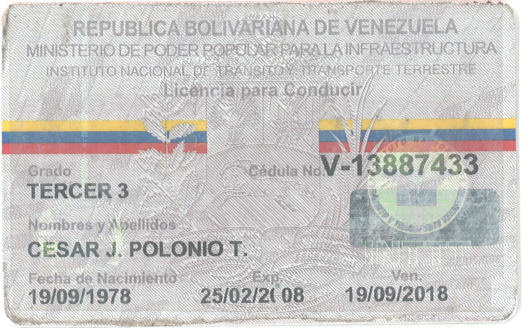 REPUBLICA BOLIVARIANA DE VENEZUELA
MINISTERIO DE PODER POPULAR PARA LA INFRAESTRUCTURA
INSTITUTO NACIONAL DE TRANSITO Y TRANSPORTE TERRESTRE
Licencia para Conducir
Grado Cédula No. V-13887433
TERCER 3
Nombres y Apellidos
CESAR J. POLONIO T.
Fecha de Nacimiento Exp. Ven.
19/09/1978 25/02/2008 19/09/2018